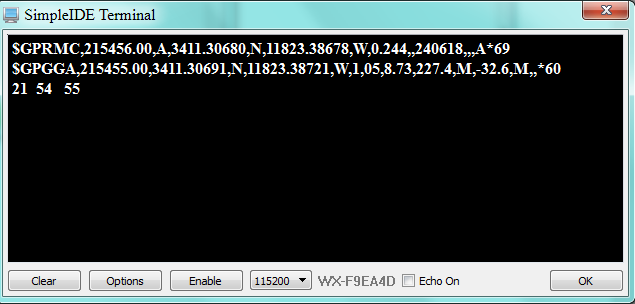 SimpleIDE Terminal
$GPRMC,215456.00,A,3411.30680,N,11823.38678,W,0.244,,240618,,,A*69
$GPGGA,215455.00,3411.30691,N,11823.38721,W,1,05,8.73,227.4,M,-32.6,M,,*60
21 54 55
Clear Options Enable 115200 WX-F9EA4D Echo On OK